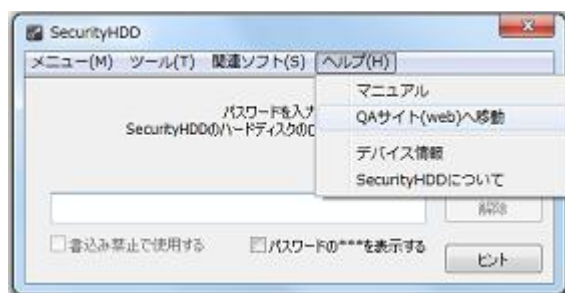 SecurityHDD
メニュー(M) ツール(T) 関連ソフト(S) ヘルプ(H)
マニュアル
QAサイト(web)へ移動
デバイス情報
SecurityHDDについて
パスワードを入力
SecurityHDDのハードディスクのロ
解除
書込み禁止で使用する
パスワードの***を表示する
ヒント